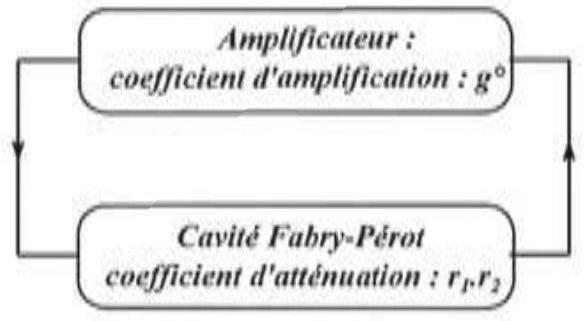 Amplificateur :
coefficient d'amplification : g°
Cavité Fabry-Pérot
coefficient d'atténuation : r₁.r₂